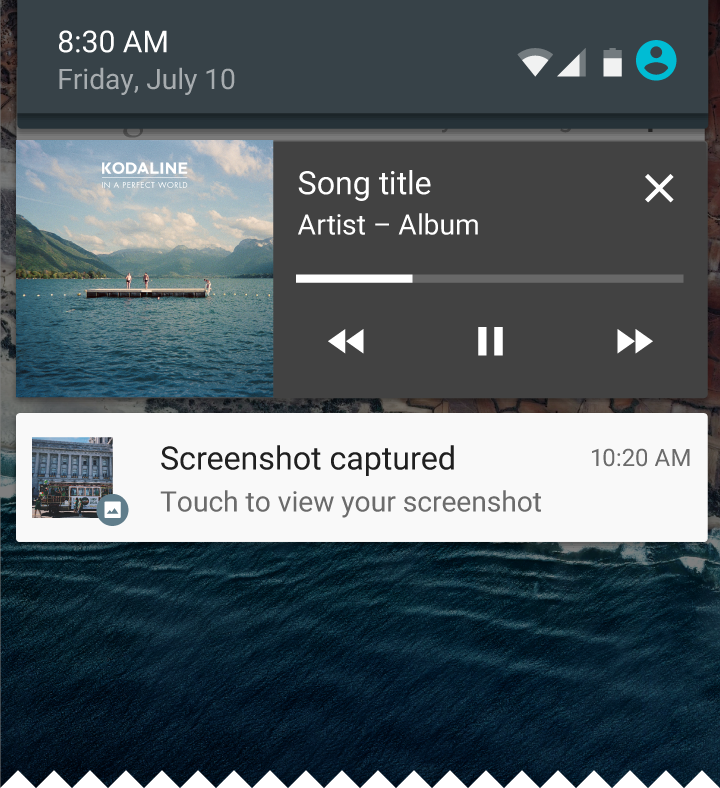 8:30 AM
Friday, July 10
KODALINE
IN A PERFECT WORLD
Song title
Artist – Album
Screenshot captured
10:20 AM
Touch to view your screenshot